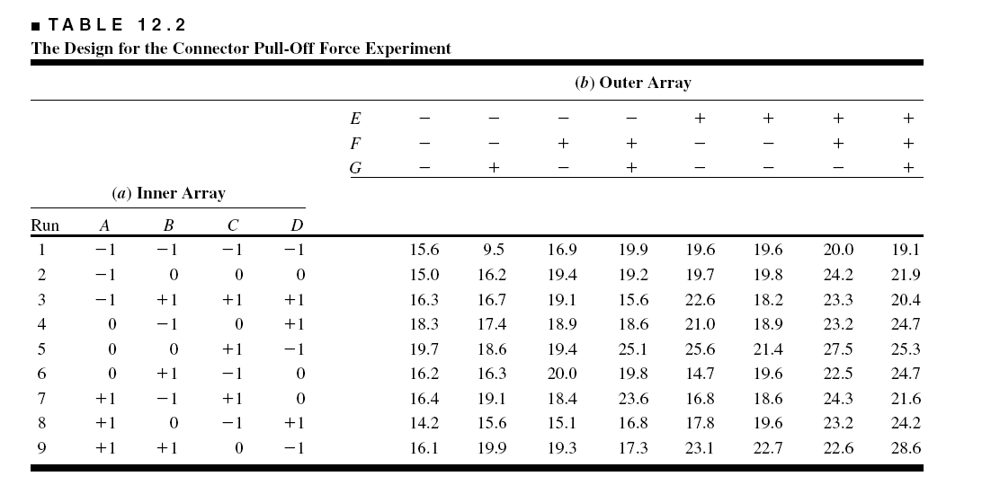 ■ TABLE 12.2
The Design for the Connector Pull-Off Force Experiment
(b) Outer Array
E − − − − + + + +
F − − + + − − + +
G − + − + − − − +
(a) Inner Array
Run A B C D
1 −1 −1 −1 −1 15.6 9.5 16.9 19.9 19.6 19.6 20.0 19.1
2 −1 0 0 0 15.0 16.2 19.4 19.2 19.7 19.8 24.2 21.9
3 −1 +1 +1 +1 16.3 16.7 19.1 15.6 22.6 18.2 23.3 20.4
4 0 −1 0 +1 18.3 17.4 18.9 18.6 21.0 18.9 23.2 24.7
5 0 0 +1 −1 19.7 18.6 19.4 25.1 25.6 21.4 27.5 25.3
6 0 +1 −1 0 16.2 16.3 20.0 19.8 14.7 19.6 22.5 24.7
7 +1 −1 +1 0 16.4 19.1 18.4 23.6 16.8 18.6 24.3 21.6
8 +1 0 −1 +1 14.2 15.6 15.1 16.8 17.8 19.6 23.2 24.2
9 +1 +1 0 −1 16.1 19.9 19.3 17.3 23.1 22.7 22.6 28.6